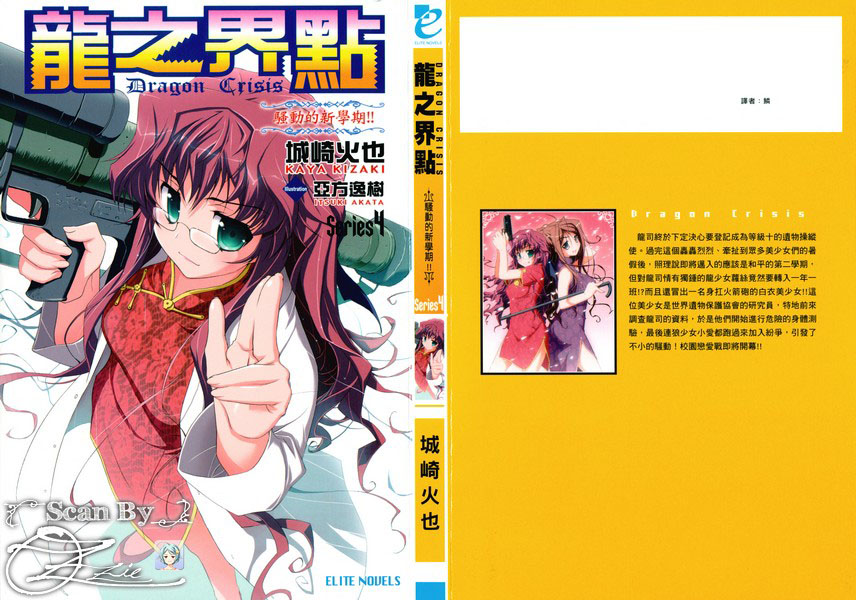 龍之界點
Dragon Crisis
騷動的新學期!!
城崎火也
KAYA KIZAKI
Illustration 亞方逸樹
ITSUKI AKATA
Series4
ELITE NOVELS
Scan By
e
ELITE NOVELS
龍之界點
DRAGON CRISIS
騷動的新學期!!
Series4
城崎火也
譯者：鱗
Dragon Crisis
龍司終於下定決心要登記成為等級十的遺物操縱
使。過完這個轟轟烈烈、牽扯到眾多美少女們的暑
假後，照理說即將邁入的應該是和平的第二學期，
但對龍司情有獨鍾的龍少女蘿絲竟然要轉入一年一
班!?而且還冒出一名身扛火箭砲的白衣美少女!!這
位美少女是世界遺物保護協會的研究員，特地前來
調查龍司的資料，於是他們開始進行危險的身體測
驗，最後連狼少女小愛都跑過來加入紛爭，引發了
不小的騷動！校園戀愛戰即將開幕!!